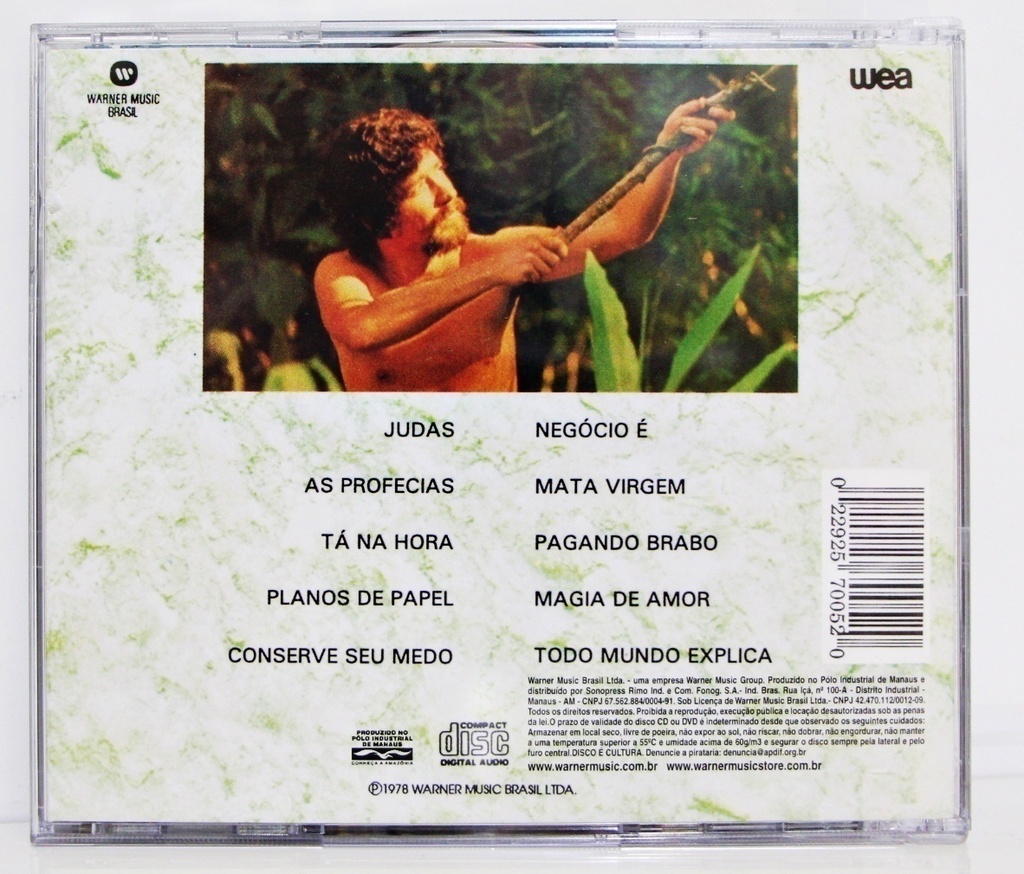 WARNER MUSIC
BRASIL
wea
JUDAS
AS PROFECIAS
TÁ NA HORA
PLANOS DE PAPEL
CONSERVE SEU MEDO
NEGÓCIO É
MATA VIRGEM
PAGANDO BRABO
MAGIA DE AMOR
TODO MUNDO EXPLICA
0 22925 70052 0
Warner Music Brasil Ltda. - uma empresa Warner Music Group. Produzido no Pólo Industrial de Manaus e
distribuído por Sonopress Rimo Ind. e Com. Fonog. S.A.- Ind. Bras. Rua Içá, nº 100-A - Distrito Industrial -
Manaus - AM - CNPJ 67.562.884/0004-91. Sob Licença de Warner Music Brasil Ltda.- CNPJ 42.470.112/0012-09.
Todos os direitos reservados. Proibida a reprodução, execução pública e locação desautorizadas sob as penas
da lei.O prazo de validade do disco CD ou DVD é indeterminado desde que observado os seguintes cuidados:
Armazenar em local seco, livre de poeira, não expor ao sol, não riscar, não dobrar, não engordurar, não manter
a uma temperatura superior a 55ºC e umidade acima de 60g/m3 e segurar o disco sempre pela lateral e pelo
furo central.DISCO E CULTURA. Denuncie a pirataria: denuncia@apdif.org.br
www.warnermusic.com.br www.warnermusicstore.com.br
PRODUZIDO NO
PÓLO INDUSTRIAL
DE MANAUS
CONHEÇA A AMAZÔNIA
COMPACT
disc
DIGITAL AUDIO
Ⓟ1978 WARNER MUSIC BRASIL LTDA.